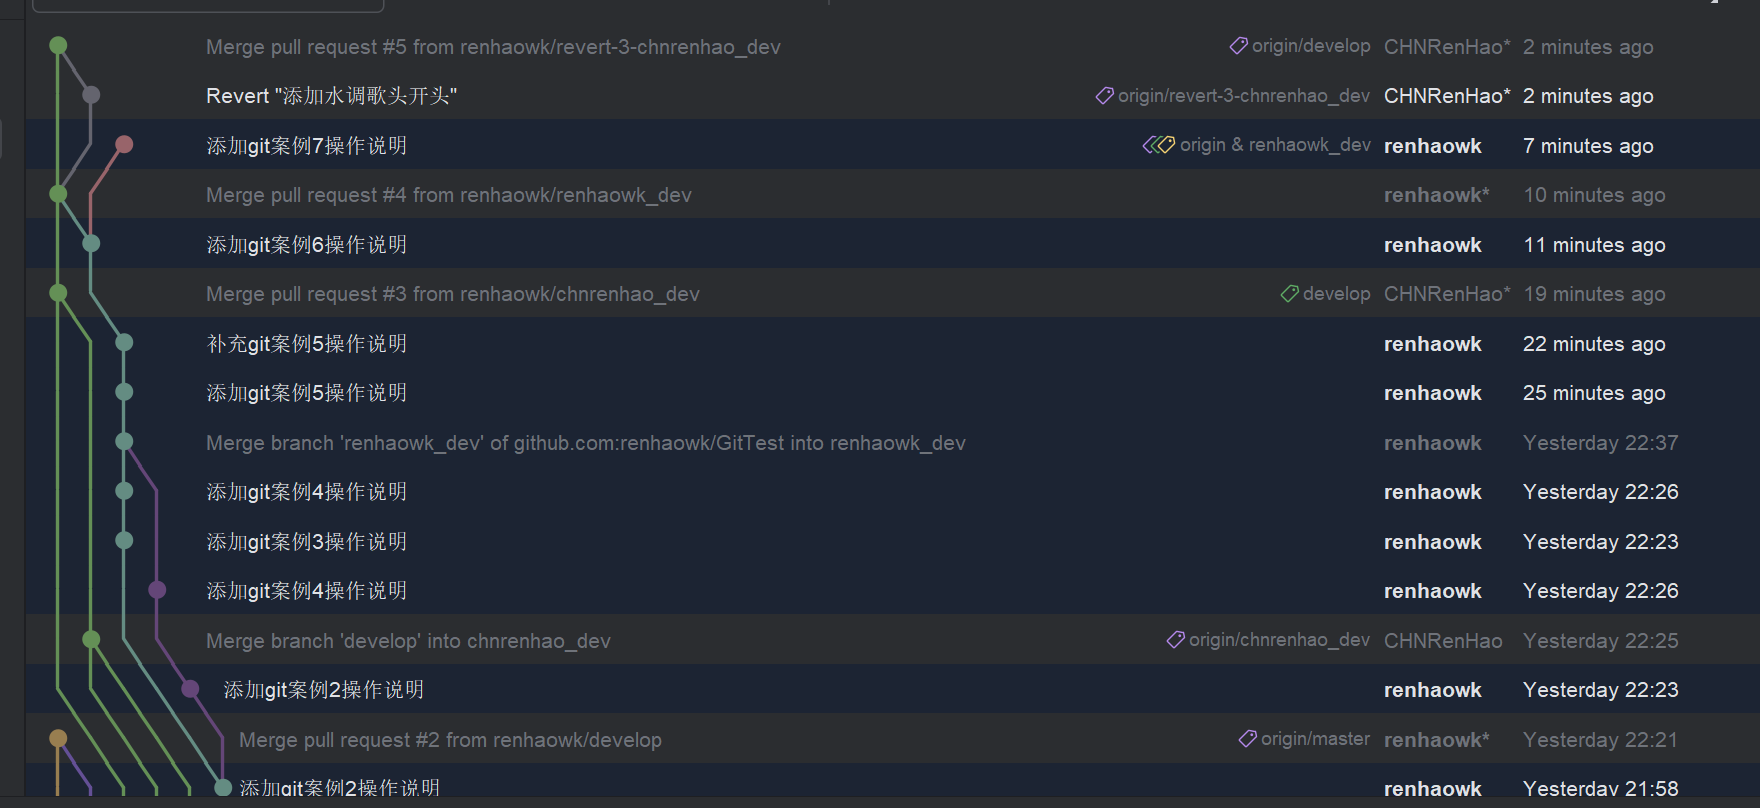 Merge pull request #5 from renhaowk/revert-3-chnrenhao_dev origin/develop CHNRenHao* 2 minutes ago
Revert "添加水调歌头开头" origin/revert-3-chnrenhao_dev CHNRenHao* 2 minutes ago
添加git案例7操作说明 origin & renhaowk_dev renhaowk 7 minutes ago
Merge pull request #4 from renhaowk/renhaowk_dev renhaowk* 10 minutes ago
添加git案例6操作说明 renhaowk 11 minutes ago
Merge pull request #3 from renhaowk/chnrenhao_dev develop CHNRenHao* 19 minutes ago
补充git案例5操作说明 renhaowk 22 minutes ago
添加git案例5操作说明 renhaowk 25 minutes ago
Merge branch 'renhaowk_dev' of github.com:renhaowk/GitTest into renhaowk_dev renhaowk Yesterday 22:37
添加git案例4操作说明 renhaowk Yesterday 22:26
添加git案例3操作说明 renhaowk Yesterday 22:23
添加git案例4操作说明 renhaowk Yesterday 22:26
Merge branch 'develop' into chnrenhao_dev origin/chnrenhao_dev CHNRenHao Yesterday 22:25
添加git案例2操作说明 renhaowk Yesterday 22:23
Merge pull request #2 from renhaowk/develop origin/master renhaowk* Yesterday 22:21
添加git案例2操作说明 renhaowk Yesterday 21:58